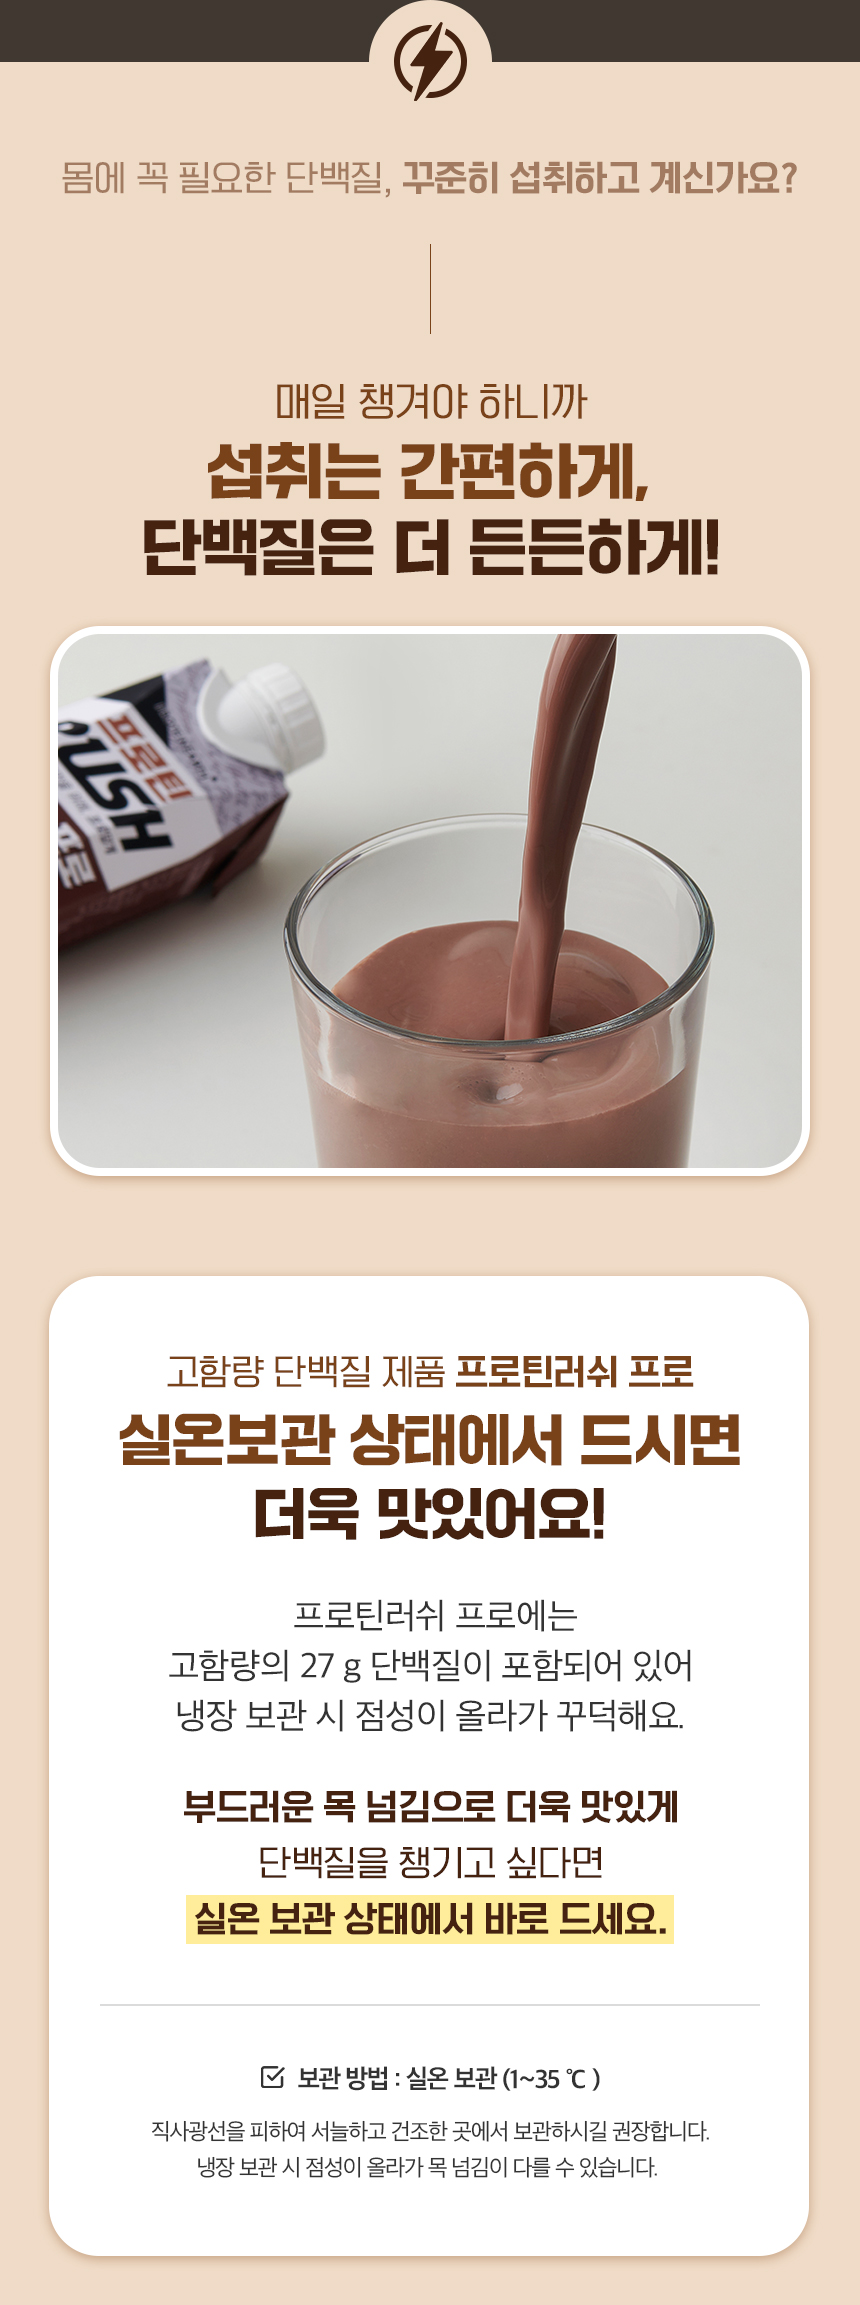 몸에 꼭 필요한 단백질, 꾸준히 섭취하고 계신가요?
매일 챙겨야 하니까
섭취는 간편하게,
단백질은 더 든든하게!
프로틴
RUSH
프로
고함량 단백질 제품 프로틴러쉬 프로
실온보관 상태에서 드시면
더욱 맛있어요!
프로틴러쉬 프로에는
고함량의 27 g 단백질이 포함되어 있어
냉장 보관 시 점성이 올라가 꾸덕해요.
부드러운 목 넘김으로 더욱 맛있게
단백질을 챙기고 싶다면
실온 보관 상태에서 바로 드세요.
보관 방법 : 실온 보관 (1~35 ℃ )
직사광선을 피하여 서늘하고 건조한 곳에서 보관하시길 권장합니다.
냉장 보관 시 점성이 올라가 목 넘김이 다를 수 있습니다.